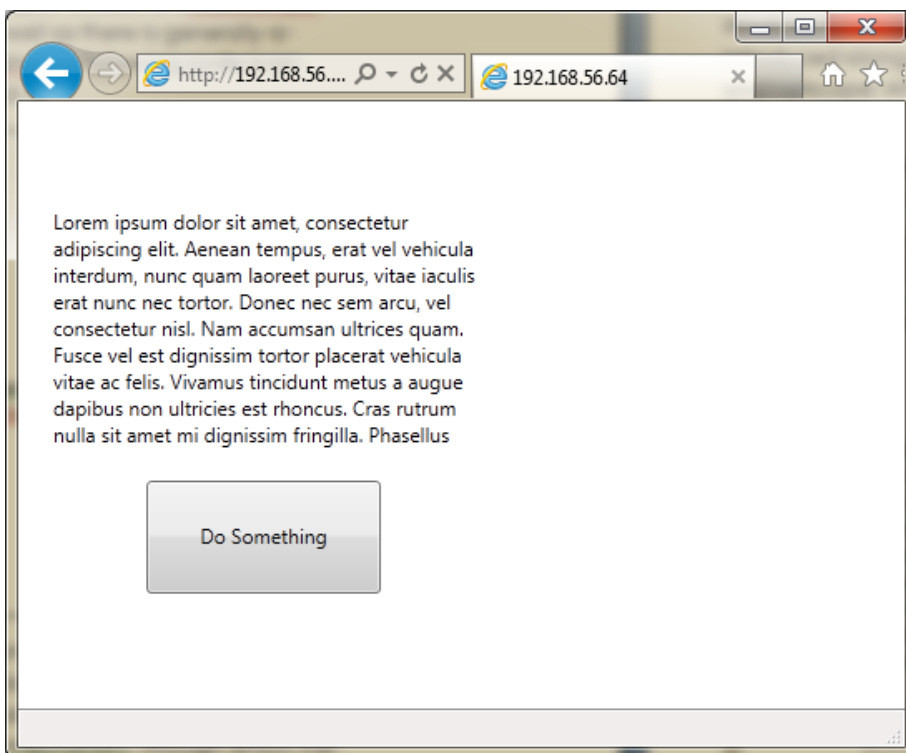 http://192.168.56....
192.168.56.64
Lorem ipsum dolor sit amet, consectetur
adipiscing elit. Aenean tempus, erat vel vehicula
interdum, nunc quam laoreet purus, vitae iaculis
erat nunc nec tortor. Donec nec sem arcu, vel
consectetur nisl. Nam accumsan ultrices quam.
Fusce vel est dignissim tortor placerat vehicula
vitae ac felis. Vivamus tincidunt metus a augue
dapibus non ultricies est rhoncus. Cras rutrum
nulla sit amet mi dignissim fringilla. Phasellus
Do Something